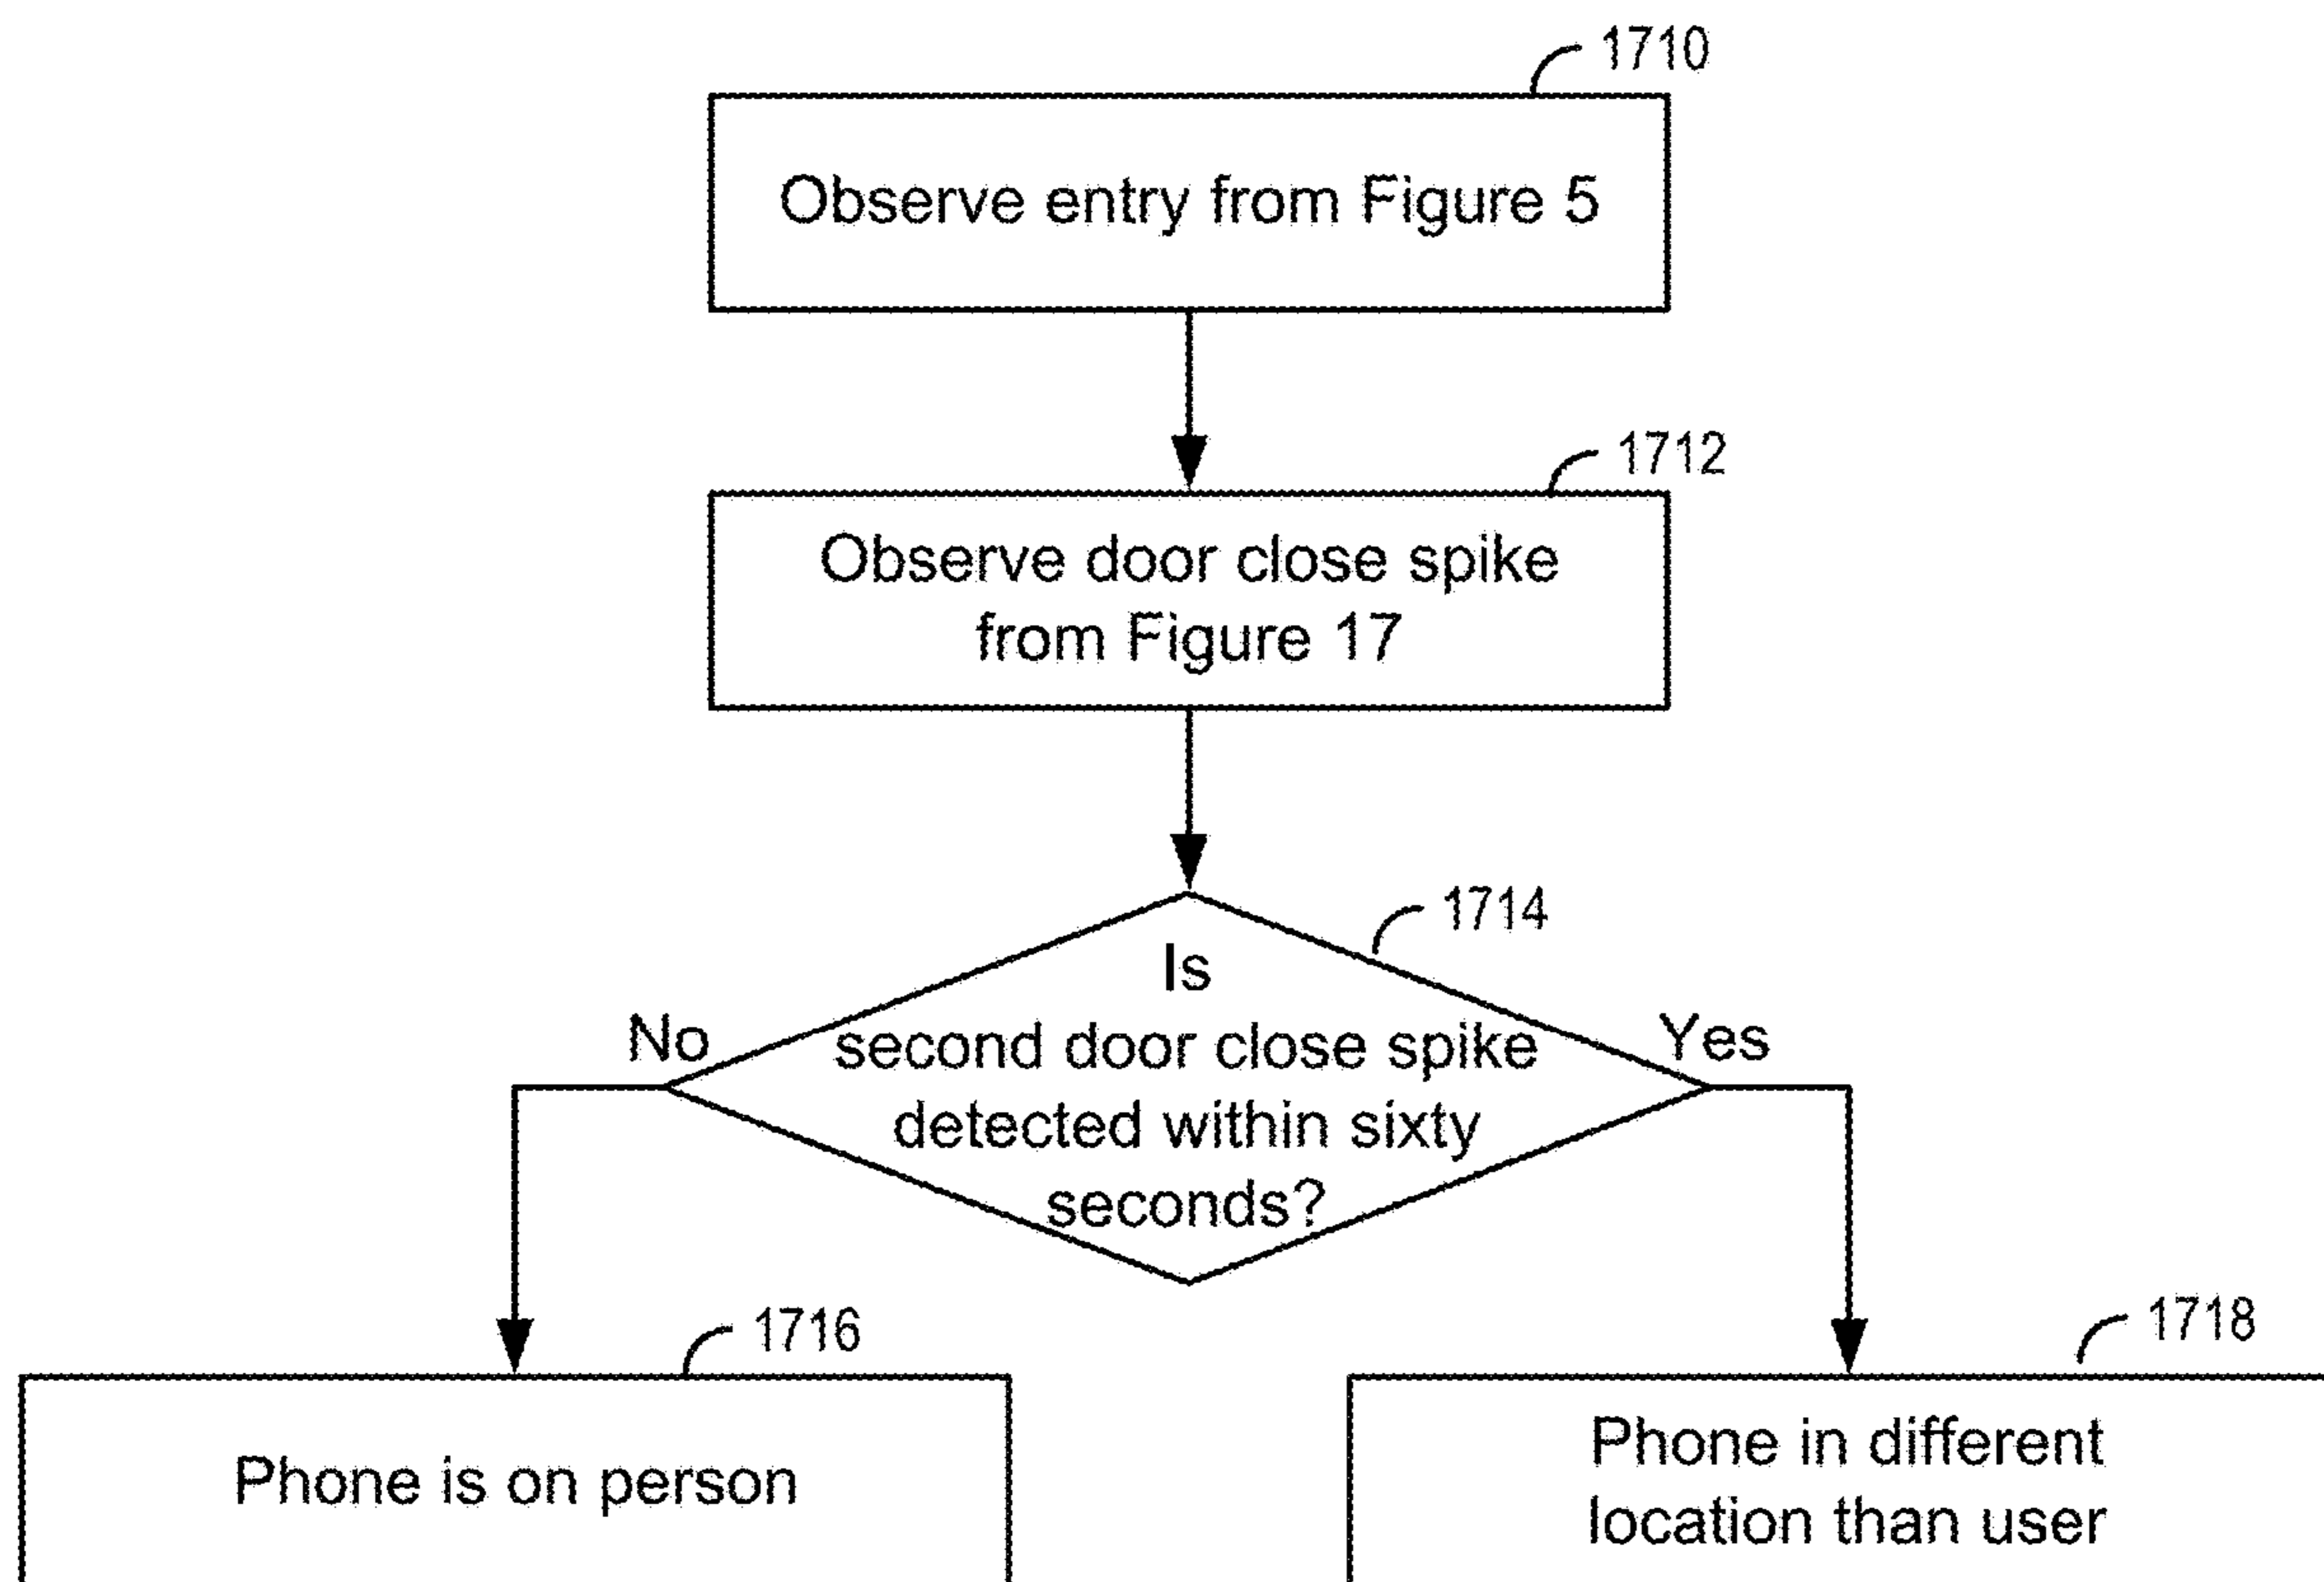 1710
Observe entry from Figure 5
1712
Observe door close spike
from Figure 17
1714
Is
second door close spike
detected within sixty
seconds?
No
Yes
1716
Phone is on person
1718
Phone in different
location than user